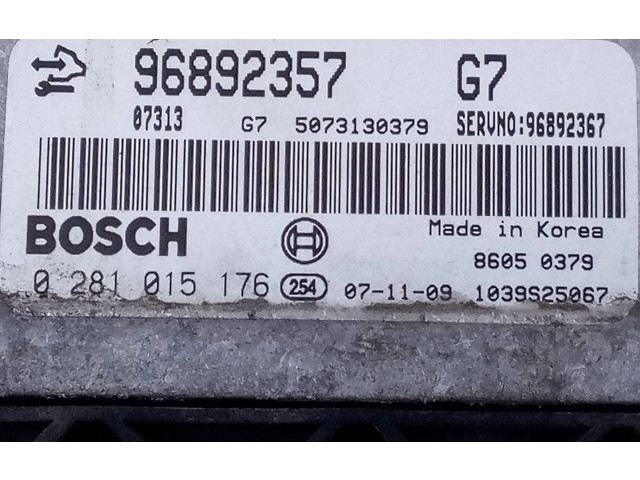 96892357 G7
07313 G7 5073130379 SERVNO:96892367
BOSCH Made in Korea
8605 0379
0 281 015 176 254 07-11-09 1039S25067